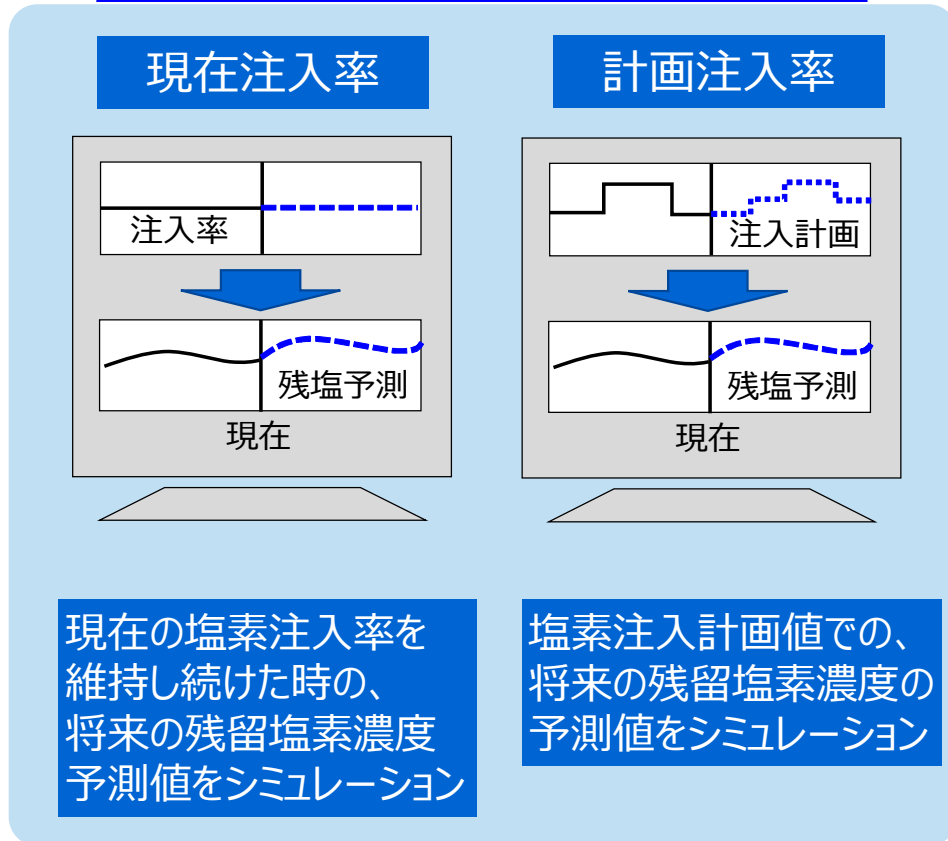 現在注入率
注入率
残塩予測
現在
現在の塩素注入率を
維持し続けた時の、
将来の残留塩素濃度
予測値をシミュレーション
計画注入率
注入計画
残塩予測
現在
塩素注入計画値での、
将来の残留塩素濃度の
予測値をシミュレーション